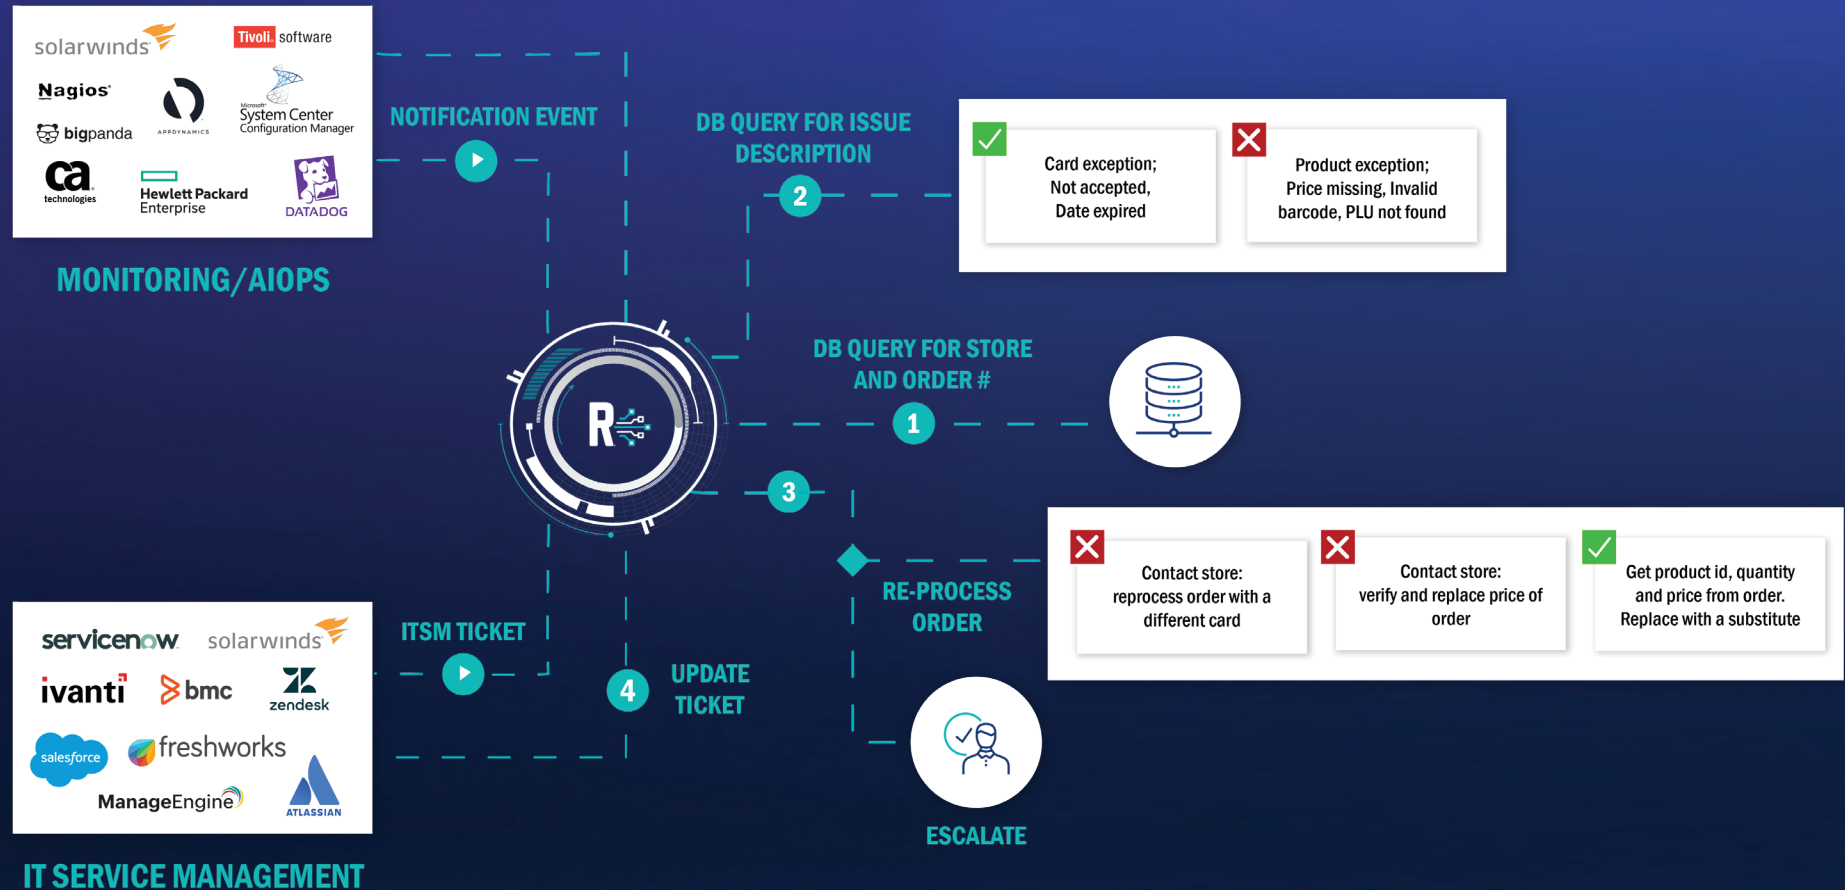 solarwinds
Tivoli. software
Nagios®
APPDYNAMICS
Microsoft®
System Center
Configuration Manager
bigpanda
ca
technologies
Hewlett Packard
Enterprise
DATADOG
MONITORING/AIOPS
NOTIFICATION EVENT
DB QUERY FOR ISSUE
DESCRIPTION
2
Card exception;
Not accepted,
Date expired
Product exception;
Price missing, Invalid
barcode, PLU not found
DB QUERY FOR STORE
AND ORDER #
1
R
3
RE-PROCESS
ORDER
Contact store:
reprocess order with a
different card
Contact store:
verify and replace price of
order
Get product id, quantity
and price from order.
Replace with a substitute
ESCALATE
ITSM TICKET
4
UPDATE
TICKET
servicenow
solarwinds
ivanti
bmc
zendesk
salesforce
freshworks
ManageEngine
ATLASSIAN
IT SERVICE MANAGEMENT